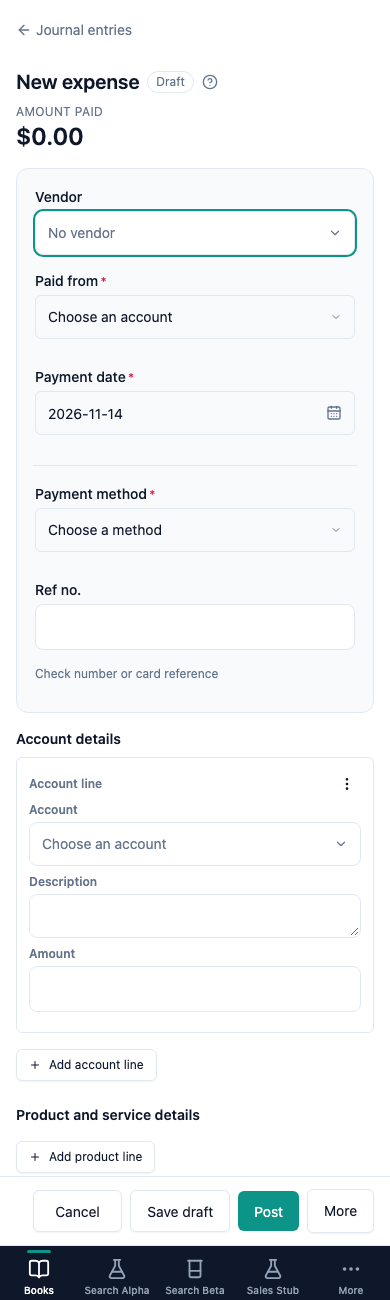 Journal entries
New expense Draft
AMOUNT PAID
$0.00
Vendor
No vendor
Paid from *
Choose an account
Payment date *
2026-11-14
Payment method *
Choose a method
Ref no.
Check number or card reference
Account details
Account line
Account
Choose an account
Description
Amount
+ Add account line
Product and service details
+ Add product line
Cancel Save draft Post More
Books Search Alpha Search Beta Sales Stub More